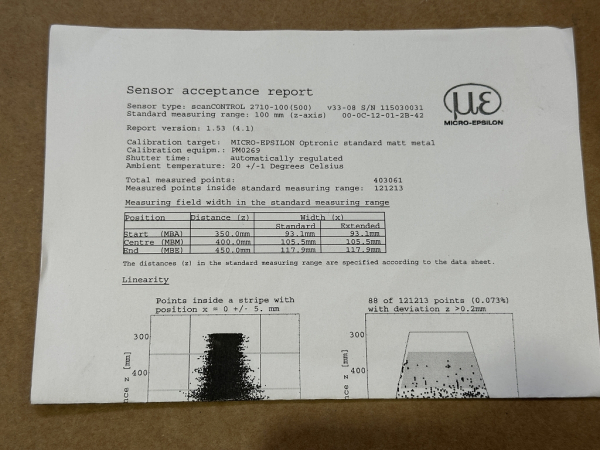 Sensor acceptance report
Sensor type: scanCONTROL 2710-100(500) v33-08 S/N 115030031
Standard measuring range: 100 mm (z-axis) 00-0C-12-01-2B-42
με
MICRO-EPSILON
Report version: 1.53 (4.1)
Calibration target: MICRO-EPSILON Optronic standard matt metal
Calibration equipm.: PM0269
Shutter time: automatically regulated
Ambient temperature: 20 +/-1 Degrees Celsius
Total measured points: 403061
Measured points inside standard measuring range: 121213
Measuring field width in the standard measuring range
Position Distance (z) Width (x)
Standard Extended
Start (MBA) 350.0mm 93.1mm 93.1mm
Centre (MBM) 400.0mm 105.5mm 105.5mm
End (MBE) 450.0mm 117.9mm 117.9mm
The distances (z) in the standard measuring range are specified according to the data sheet.
Linearity
Points inside a stripe with
position x = 0 +/- 5. mm
300
400
nce z [mm]
88 of 121213 points (0.073%)
with deviation z >0.2mm
300
400
nce z [mm]